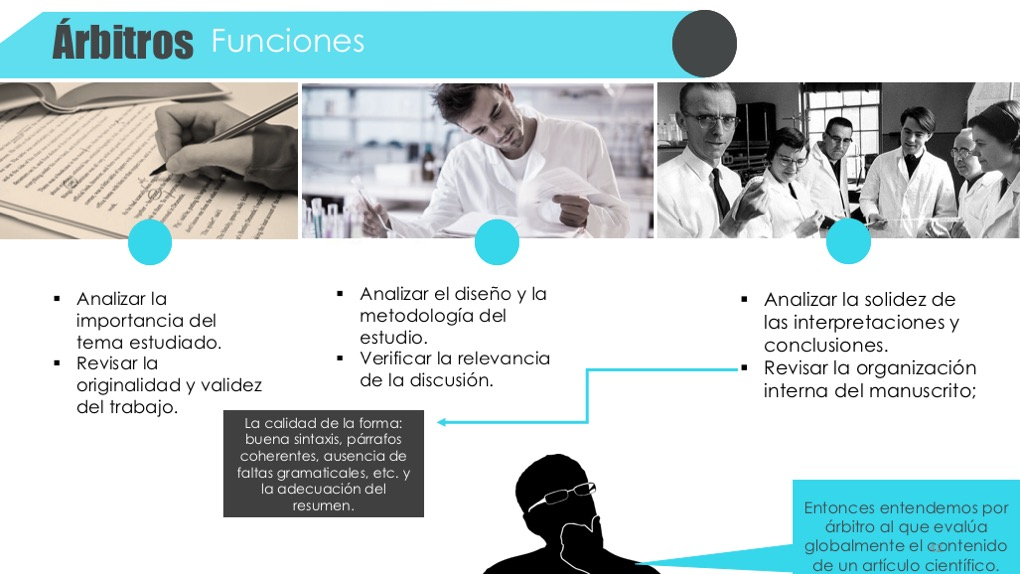 Árbitros Funciones
▪ Analizar la
importancia del
tema estudiado.
▪ Revisar la
originalidad y validez
del trabajo.
▪ Analizar el diseño y la
metodología del
estudio.
▪ Verificar la relevancia
de la discusión.
▪ Analizar la solidez de
las interpretaciones y
conclusiones.
▪ Revisar la organización
interna del manuscrito;
La calidad de la forma:
buena sintaxis, párrafos
coherentes, ausencia de
faltas gramaticales, etc. y
la adecuación del
resumen.
Entonces entendemos por
árbitro al que evalúa
globalmente el contenido
de un artículo científico.